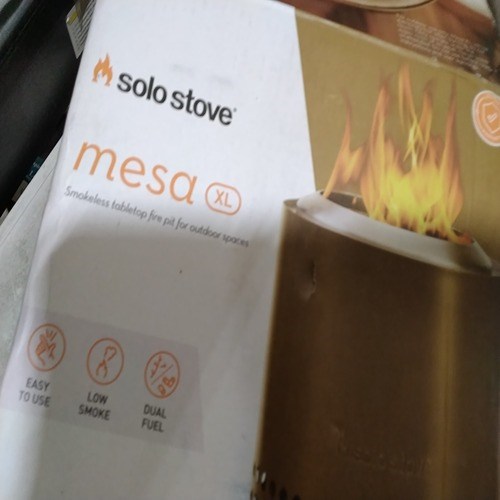 solo stove
mesa XL
Smokeless tabletop fire pit for outdoor spaces
EASY
TO USE
LOW
SMOKE
DUAL
FUEL